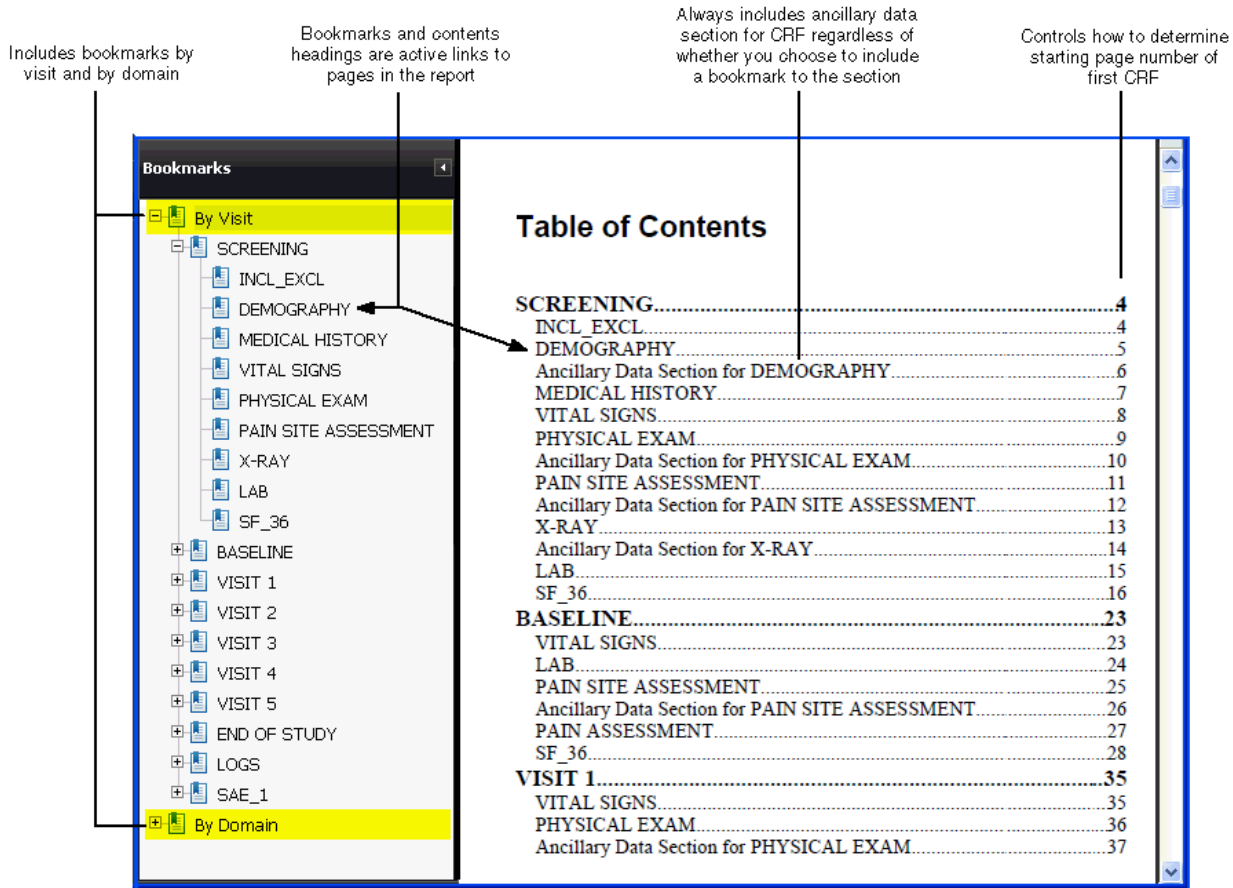 Includes bookmarks by
visit and by domain
Bookmarks and contents
headings are active links to
pages in the report
Always includes ancillary data
section for CRF regardless of
whether you choose to include
a bookmark to the section
Controls how to determine
starting page number of
first CRF
Bookmarks
By Visit
SCREENING
INCL_EXCL
DEMOGRAPHY
MEDICAL HISTORY
VITAL SIGNS
PHYSICAL EXAM
PAIN SITE ASSESSMENT
X-RAY
LAB
SF_36
BASELINE
VISIT 1
VISIT 2
VISIT 3
VISIT 4
VISIT 5
END OF STUDY
LOGS
SAE_1
By Domain
Table of Contents
SCREENING.....4
INCL_EXCL.....4
DEMOGRAPHY.....5
Ancillary Data Section for DEMOGRAPHY.....6
MEDICAL HISTORY.....7
VITAL SIGNS.....8
PHYSICAL EXAM.....9
Ancillary Data Section for PHYSICAL EXAM.....10
PAIN SITE ASSESSMENT.....11
Ancillary Data Section for PAIN SITE ASSESSMENT.....12
X-RAY.....13
Ancillary Data Section for X-RAY.....14
LAB.....15
SF_36.....16
BASELINE.....23
VITAL SIGNS.....23
LAB.....24
PAIN SITE ASSESSMENT.....25
Ancillary Data Section for PAIN SITE ASSESSMENT.....26
PAIN ASSESSMENT.....27
SF_36.....28
VISIT 1.....35
VITAL SIGNS.....35
PHYSICAL EXAM.....36
Ancillary Data Section for PHYSICAL EXAM.....37